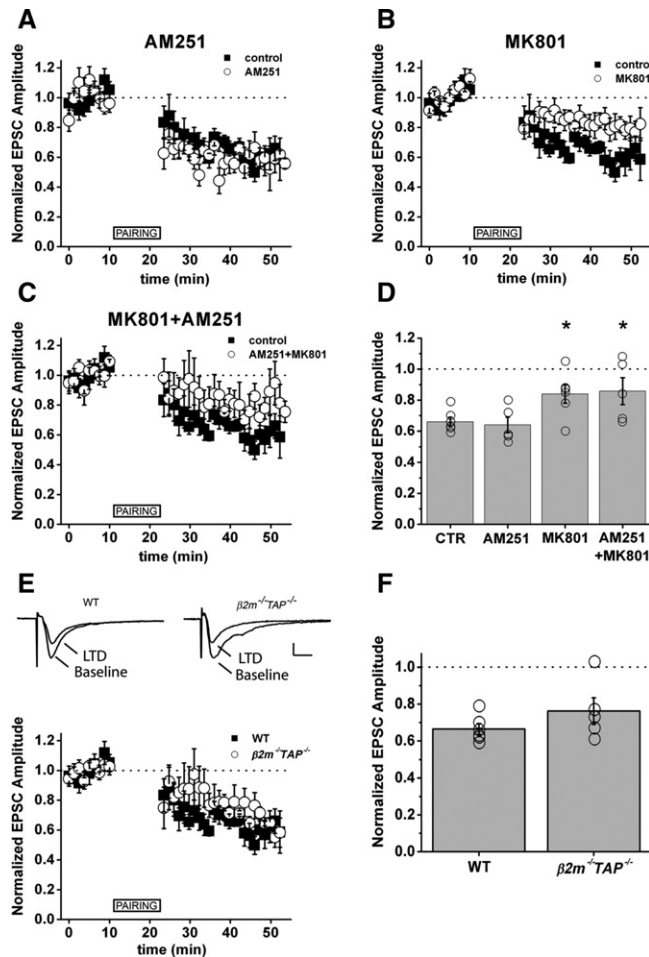 A
AM251
control
AM251
Normalized EPSC Amplitude
1.2
1.0
0.8
0.6
0.4
0.2
0.0
PAIRING
0 10 20 30 40 50
time (min)
B
MK801
control
MK801
Normalized EPSC Amplitude
1.2
1.0
0.8
0.6
0.4
0.2
0.0
PAIRING
0 10 20 30 40 50
time (min)
C
MK801+AM251
control
AM251+MK801
Normalized EPSC Amplitude
1.2
1.0
0.8
0.6
0.4
0.2
0.0
PAIRING
0 10 20 30 40 50
time (min)
D
* *
Normalized EPSC Amplitude
1.0
0.8
0.6
0.4
0.2
0.0
CTR AM251 MK801 AM251
+MK801
E
WT
LTD
Baseline
β2m-/-TAP-/-
LTD
Baseline
WT
β2m-/-TAP-/-
Normalized EPSC Amplitude
1.2
1.0
0.8
0.6
0.4
0.2
0.0
PAIRING
0 10 20 30 40 50
time (min)
F
Normalized EPSC Amplitude
1.0
0.8
0.6
0.4
0.2
0.0
WT β2m-/-TAP-/-